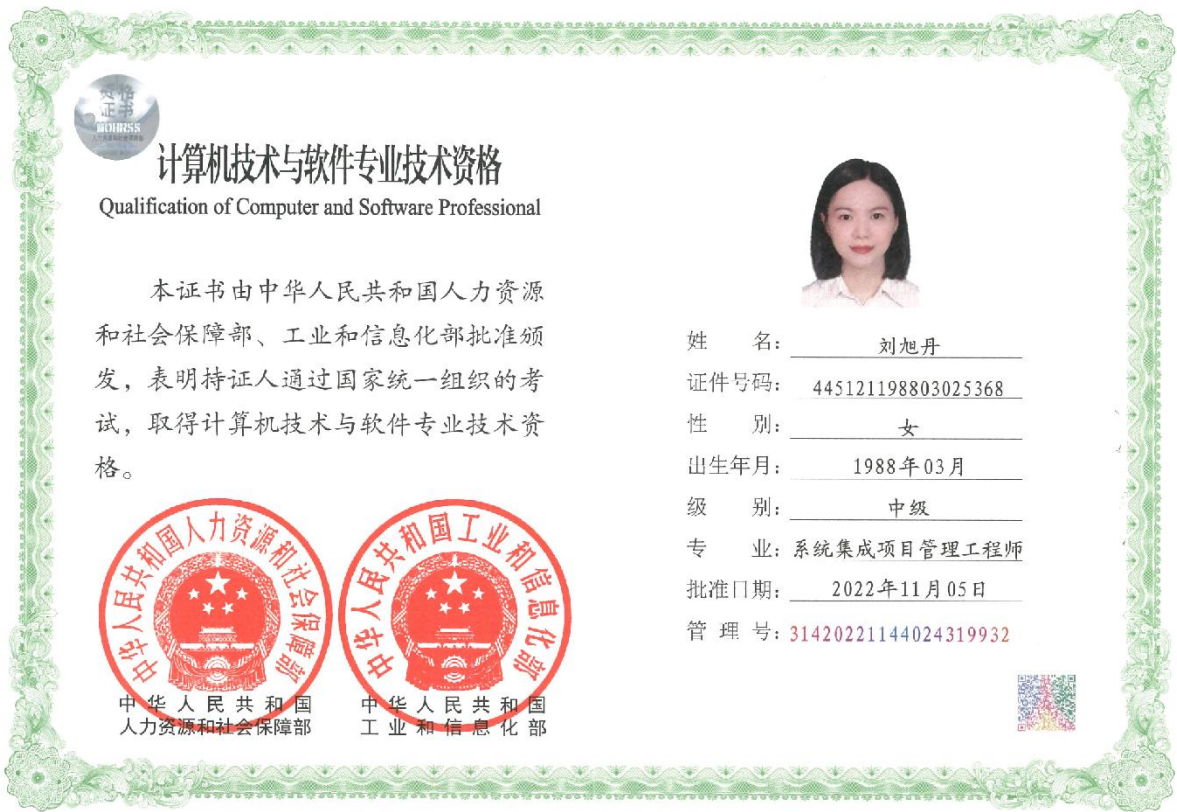 资格
证书
MOHRSS
计算机技术与软件专业技术资格
Qualification of Computer and Software Professional
本证书由中华人民共和国人力资源
和社会保障部、工业和信息化部批准颁
发，表明持证人通过国家统一组织的考
试，取得计算机技术与软件专业技术资
格。
中华人民共和国人力资源和社会保障部
中华人民共和国
人力资源和社会保障部
中华人民共和国工业和信息化部
中华人民共和国
工业和信息化部
姓 名：刘旭丹
证件号码：445121198803025368
性 别：女
出生年月：1988年03月
级 别：中级
专 业：系统集成项目管理工程师
批准日期：2022年11月05日
管 理 号：31420221144024319932